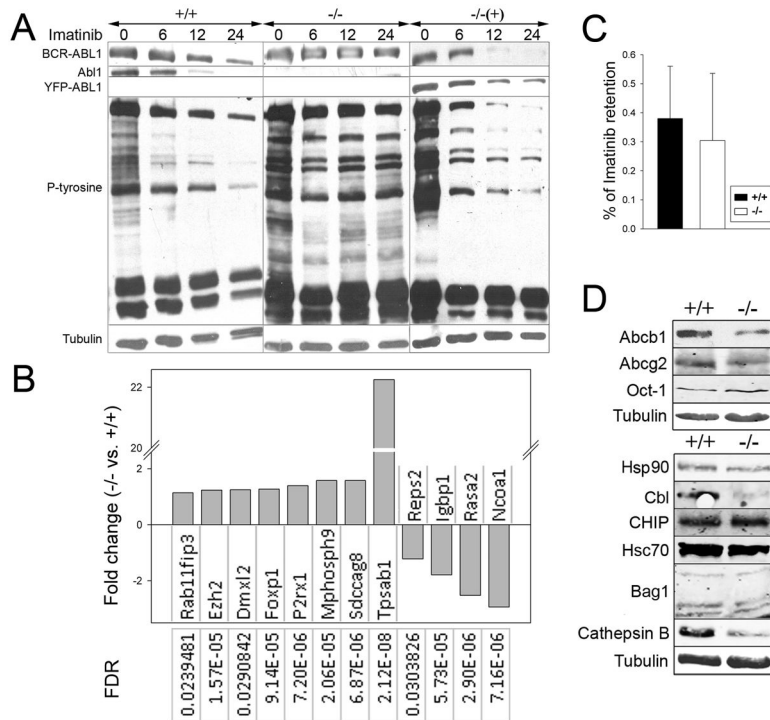 A
+/+ -/- -/-(+)
Imatinib 0 6 12 24 0 6 12 24 0 6 12 24
BCR-ABL1
Abl1
YFP-ABL1
P-tyrosine
Tubulin
B
Fold change (-/- vs. +/+)
22
20
2
0
-2
Rab11fip3
Ezh2
Dmxl2
Foxp1
P2rx1
Mphosph9
Sdccag8
Tpsab1
Reps2
Igbp1
Rasa2
Ncoa1
FDR
0.0239481
1.57E-05
0.0290842
9.14E-05
7.20E-06
2.06E-05
6.87E-06
2.12E-08
0.0303826
5.73E-05
2.90E-06
7.16E-06
C
% of Imatinib retention
0.6
0.5
0.4
0.3
0.2
0.1
0.0
+/+
-/-
D
+/+ -/-
Abcb1
Abcg2
Oct-1
Tubulin
+/+ -/-
Hsp90
Cbl
CHIP
Hsc70
Bag1
Cathepsin B
Tubulin